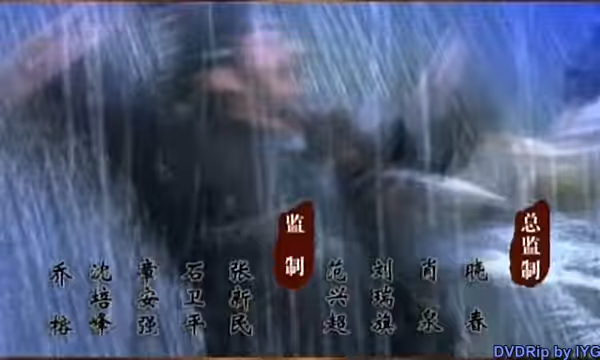 总监制
晓春
肖泉
刘瑞旗
范兴超
监制
张新民
石卫平
章安强
沈培峰
乔榕
DVDRip by IYG